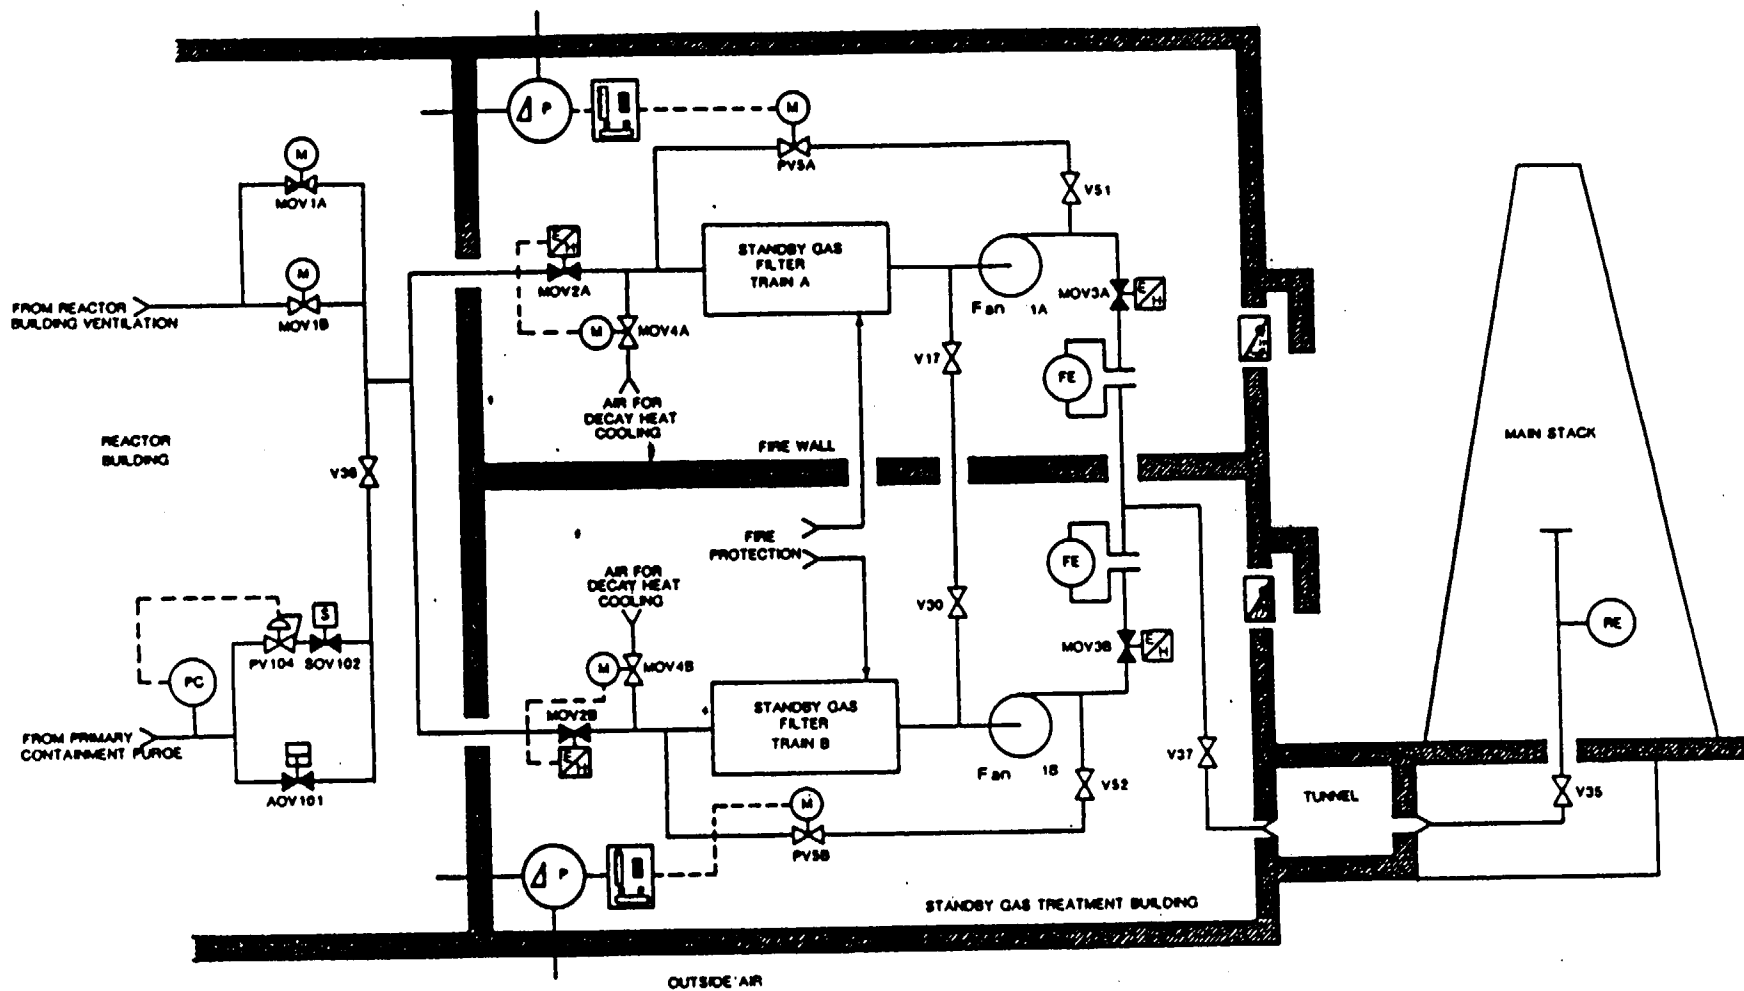 Δ P
M
PV5A
M
MOV1A
V51
E/H
MOV2A
STANDBY GAS
FILTER
TRAIN A
M
MOV1B
FROM REACTOR
BUILDING VENTILATION
M
MOV4A
Fan 1A
MOV3A
E/H
V17
FE
AIR FOR
DECAY HEAT
COOLING
FIRE WALL
REACTOR
BUILDING
MAIN STACK
FIRE
PROTECTION
AIR FOR
DECAY HEAT
COOLING
FE
V30
S
PV104
SOV102
RE
MOV3B
E/H
PC
M
MOV4B
MOV2B
E/H
STANDBY GAS
FILTER
TRAIN B
FROM PRIMARY
CONTAINMENT PURGE
Fan 1B
V37
V52
AOV101
TUNNEL
V35
M
PV5B
Δ P
STANDBY GAS TREATMENT BUILDING
OUTSIDE AIR